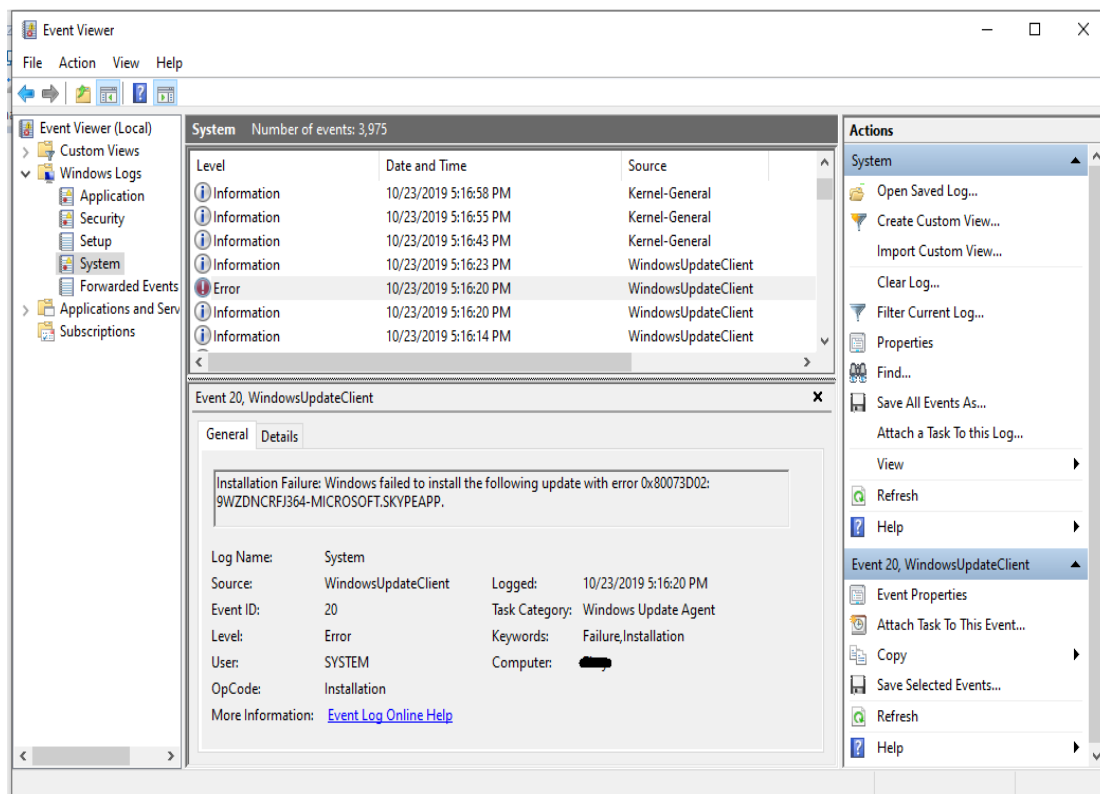 Event Viewer
File Action View Help
Event Viewer (Local)
Custom Views
Windows Logs
Application
Security
Setup
System
Forwarded Events
Applications and Serv
Subscriptions
System Number of events: 3,975
Level Date and Time Source
Information 10/23/2019 5:16:58 PM Kernel-General
Information 10/23/2019 5:16:55 PM Kernel-General
Information 10/23/2019 5:16:43 PM Kernel-General
Information 10/23/2019 5:16:23 PM WindowsUpdateClient
Error 10/23/2019 5:16:20 PM WindowsUpdateClient
Information 10/23/2019 5:16:20 PM WindowsUpdateClient
Information 10/23/2019 5:16:14 PM WindowsUpdateClient
Event 20, WindowsUpdateClient
General Details
Installation Failure: Windows failed to install the following update with error 0x80073D02:
9WZDNCRFJ364-MICROSOFT.SKYPEAPP.
Log Name: System
Source: WindowsUpdateClient Logged: 10/23/2019 5:16:20 PM
Event ID: 20 Task Category: Windows Update Agent
Level: Error Keywords: Failure,Installation
User: SYSTEM Computer:
OpCode: Installation
More Information: Event Log Online Help
Actions
System
Open Saved Log...
Create Custom View...
Import Custom View...
Clear Log...
Filter Current Log...
Properties
Find...
Save All Events As...
Attach a Task To this Log...
View
Refresh
Help
Event 20, WindowsUpdateClient
Event Properties
Attach Task To This Event...
Copy
Save Selected Events...
Refresh
Help